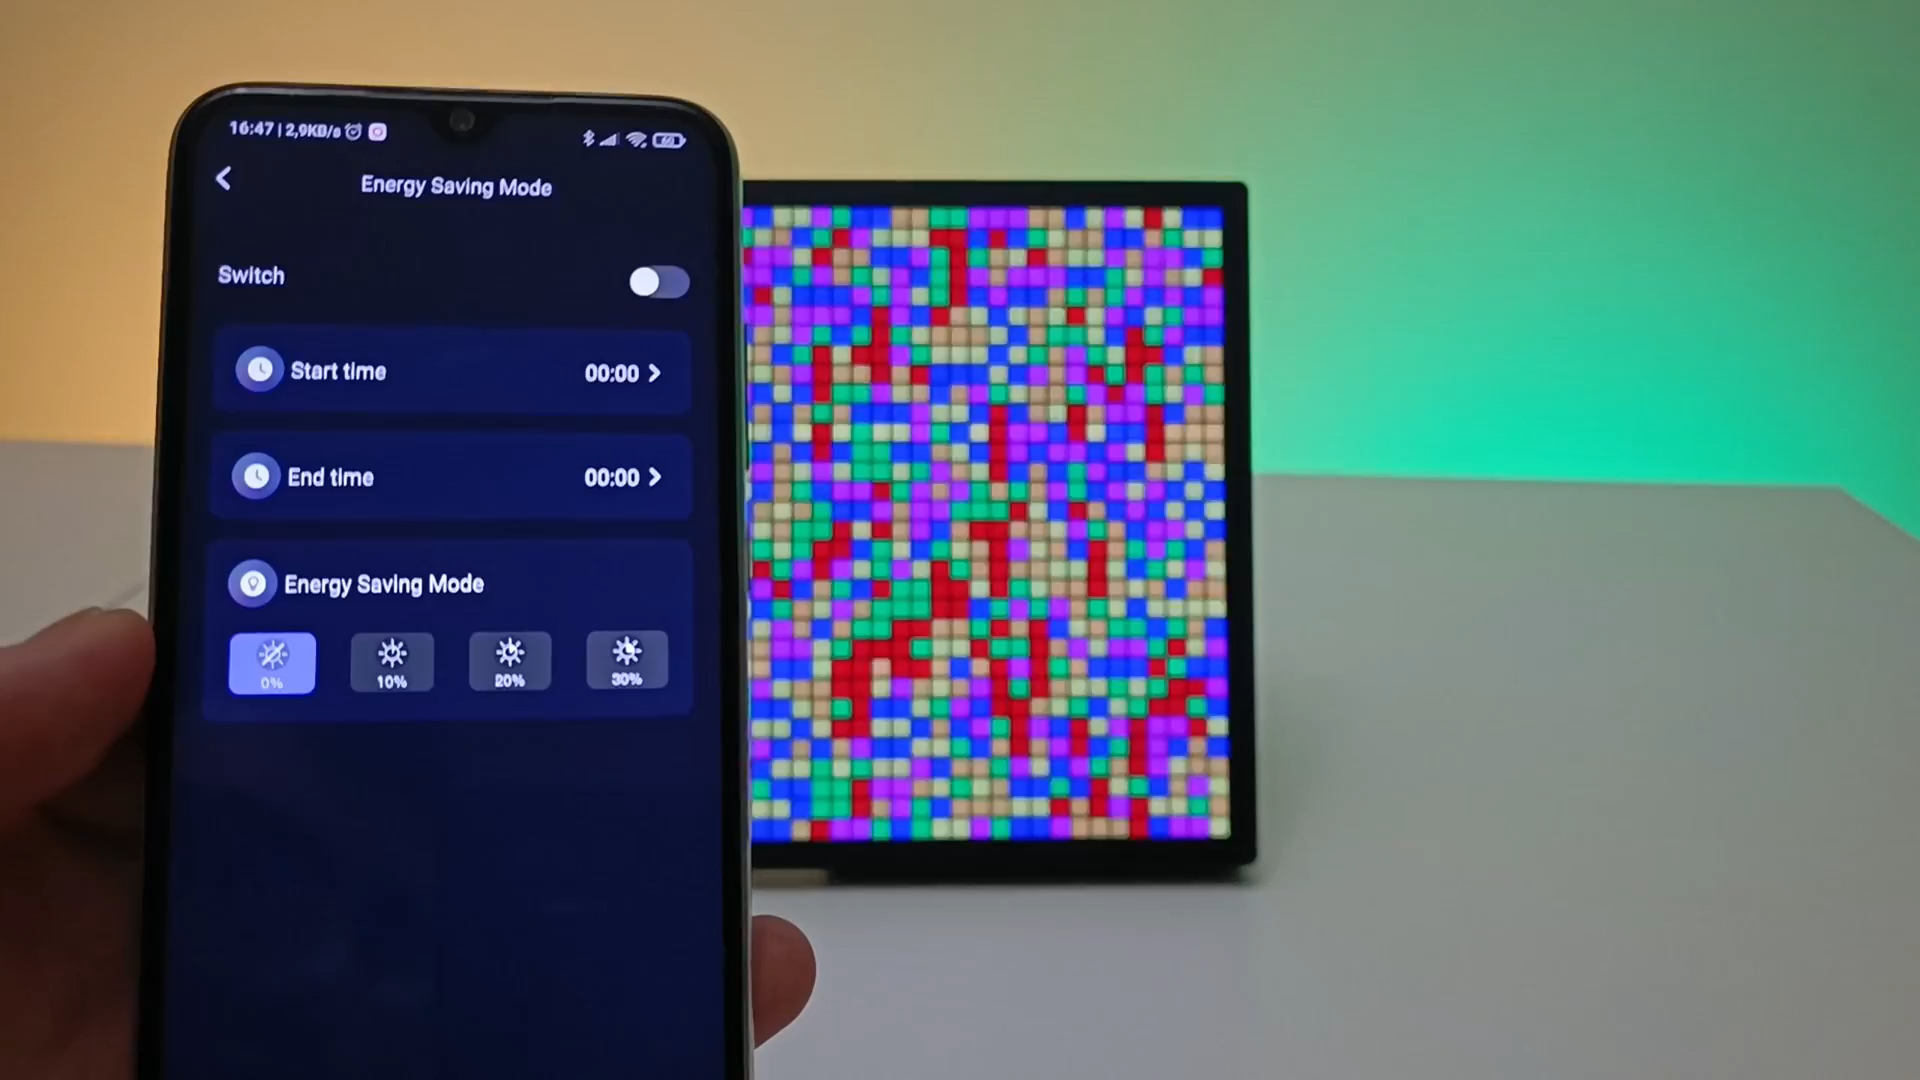 16:47 | 2,9KB/s
Energy Saving Mode
Switch
Start time 00:00
End time 00:00
Energy Saving Mode
0% 10% 20% 30%